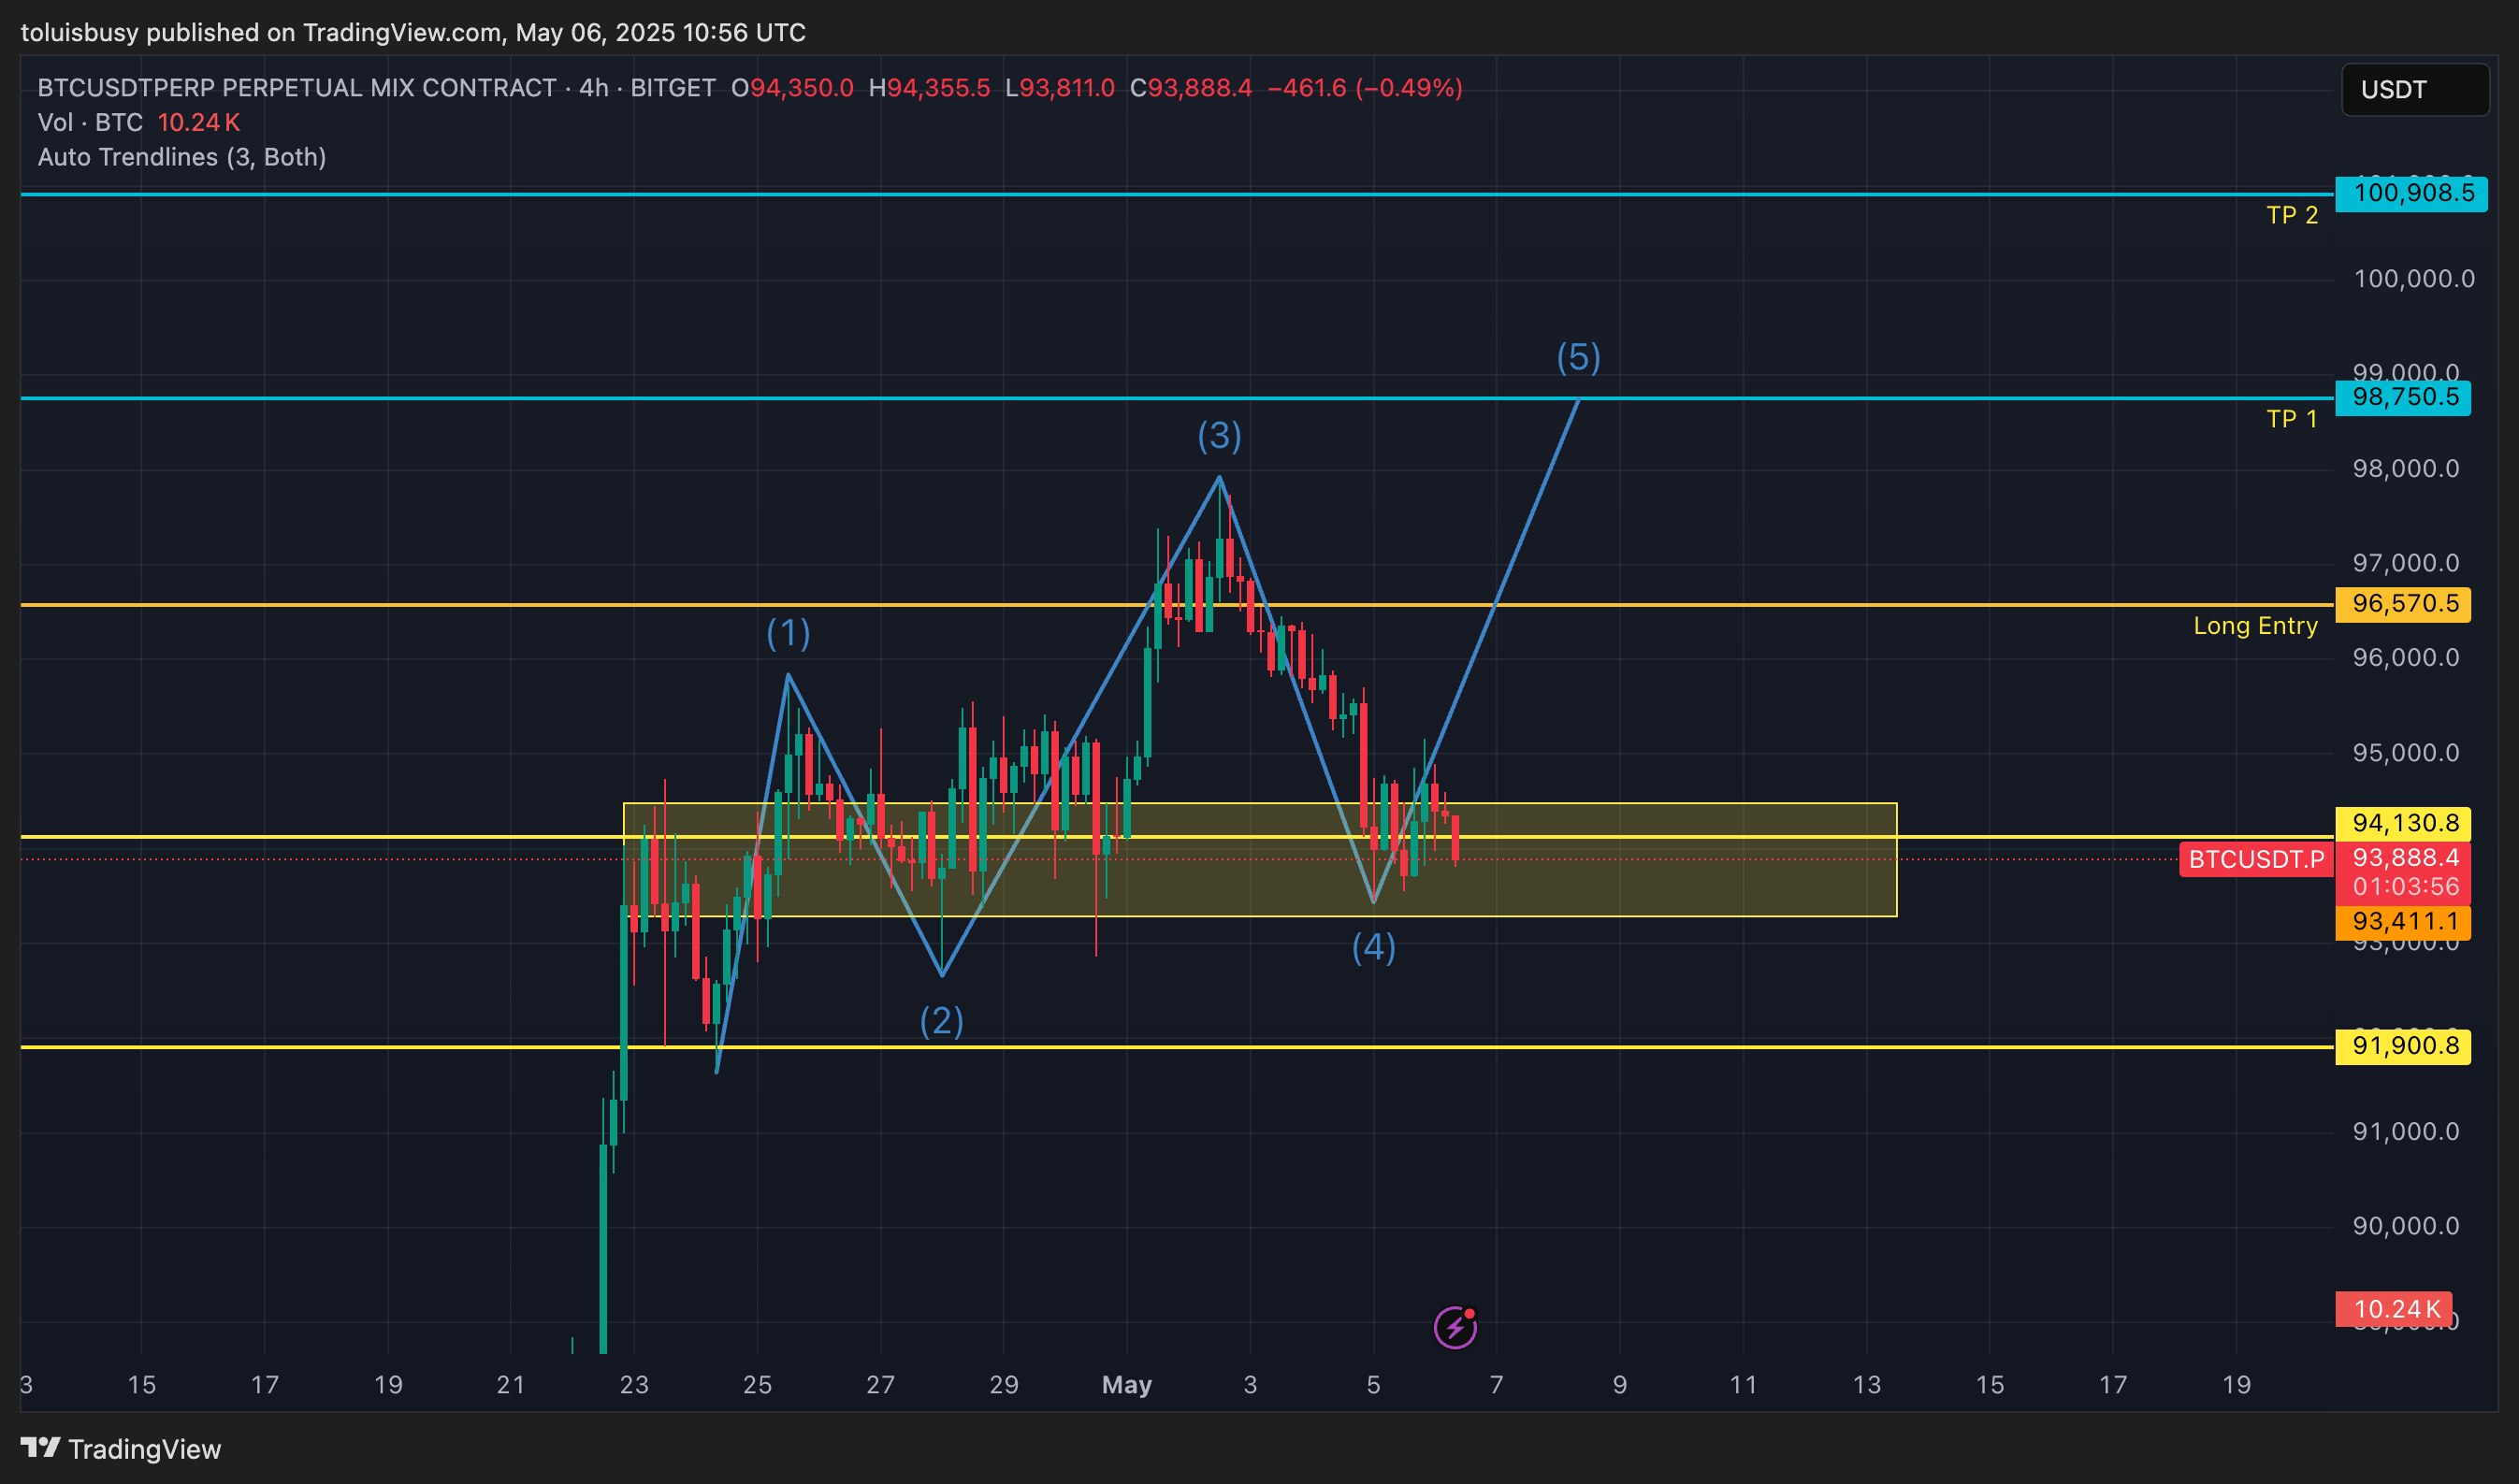 toluisbusy published on TradingView.com, May 06, 2025 10:56 UTC
BTCUSDTPERP PERPETUAL MIX CONTRACT · 4h · BITGET O94,350.0 H94,355.5 L93,811.0 C93,888.4 −461.6 (−0.49%)
Vol · BTC 10.24 K
Auto Trendlines (3, Both)
USDT
100,908.5
TP 2
100,000.0
(5)
99,000.0
98,750.5
TP 1
(3)
98,000.0
97,000.0
96,570.5
Long Entry
(1)
96,000.0
95,000.0
94,130.8
BTCUSDT.P 93,888.4
01:03:56
93,411.1
93,000.0
(4)
(2)
91,900.8
91,000.0
90,000.0
10.24 K
3 15 17 19 21 23 25 27 29 May 3 5 7 9 11 13 15 17 19
TradingView